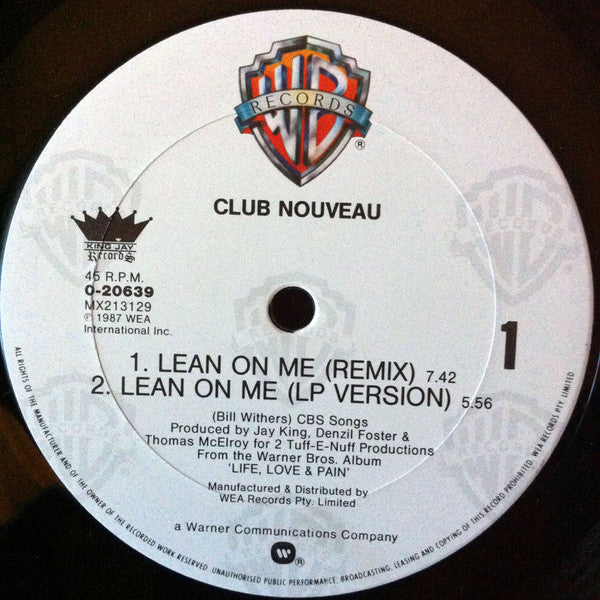 WB
RECORDS
®
CLUB NOUVEAU
KING JAY
Records
45 R.P.M.
0-20639
MX213129
℗ 1987 WEA
International Inc.
1
1. LEAN ON ME (REMIX) 7.42
2. LEAN ON ME (LP VERSION) 5.56
(Bill Withers) CBS Songs
Produced by Jay King, Denzil Foster &
Thomas McElroy for 2 Tuff-E-Nuff Productions
From the Warner Bros. Album
'LIFE, LOVE & PAIN'
Manufactured & Distributed by
WEA Records Pty. Limited
a Warner Communications Company
®
ALL RIGHTS OF THE MANUFACTURER AND OF THE OWNER OF THE RECORDED WORK RESERVED. UNAUTHORISED PUBLIC PERFORMANCE, BROADCASTING, LEASING AND COPYING OF THIS RECORD PROHIBITED. WEA RECORDS PTY. LIMITED